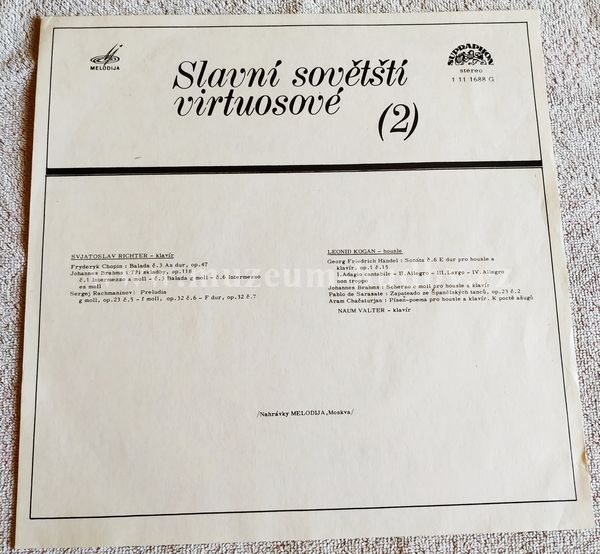 MELODIJA
SUPRAPHON
stereo
1 11 1688 G
Slavní sovětští
virtuosové
(2)
SVJATOSLAV RICHTER - klavír
Fryderyk Chopin : Balada č.3 As dur, op.47
Johannes Brahms : Tři skladby, op.118
č.1 Intermezzo a moll - č.3 Balada g moll - č.6 Intermezzo
es moll
Sergej Rachmaninov : Preludia
g moll, op.23 č.5 - f moll, op.32 č.6 - F dur, op.32 č.7
LEONID KOGAN - housle
Georg Friedrich Händel : Sonáta č.6 E dur pro housle a
klavír, op.1 č.15
I.Adagio cantabile - II.Allegro - III.Largo - IV.Allegro
non troppo
Johannes Brahms : Scherzo c moll pro housle a klavír
Pablo de Sarasate : Zapateado ze Španělských tanců, op.23 č.2
Aram Chačaturjan : Píseň-poema pro housle a klavír. K poctě ašugů
NAUM VALTER - klavír
/Nahrávky MELODIJA,Moskva/